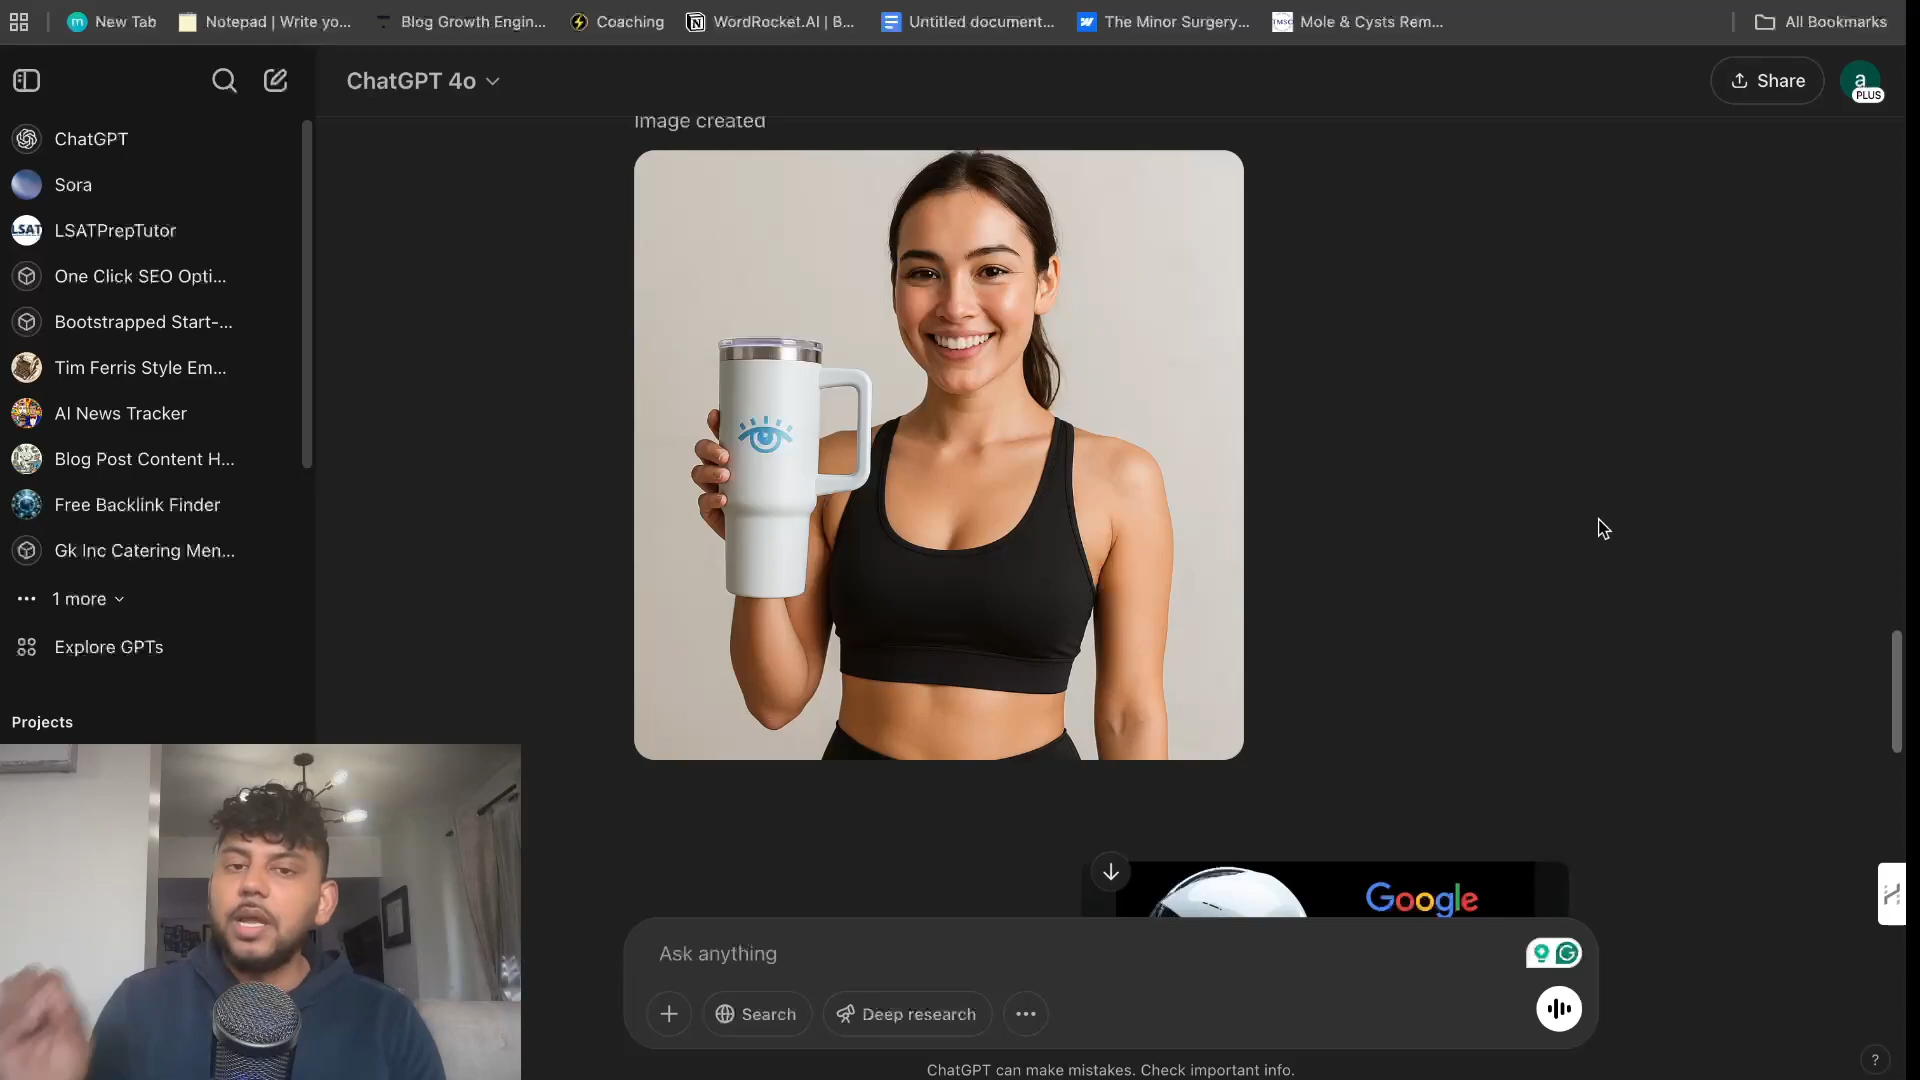 New Tab
Notepad | Write yo...
Blog Growth Engin...
Coaching
WordRocket.AI | B...
Untitled document...
The Minor Surgery...
TMSC
Mole & Cysts Rem...
All Bookmarks
ChatGPT 4o
Share
a
PLUS
ChatGPT
Sora
LSAT
LSATPrepTutor
One Click SEO Opti...
Bootstrapped Start-...
Tim Ferris Style Em...
AI News Tracker
Blog Post Content H...
Free Backlink Finder
Gk Inc Catering Men...
1 more
Explore GPTs
Projects
Image created
Google
Ask anything
Search
Deep research
ChatGPT can make mistakes. Check important info.
?